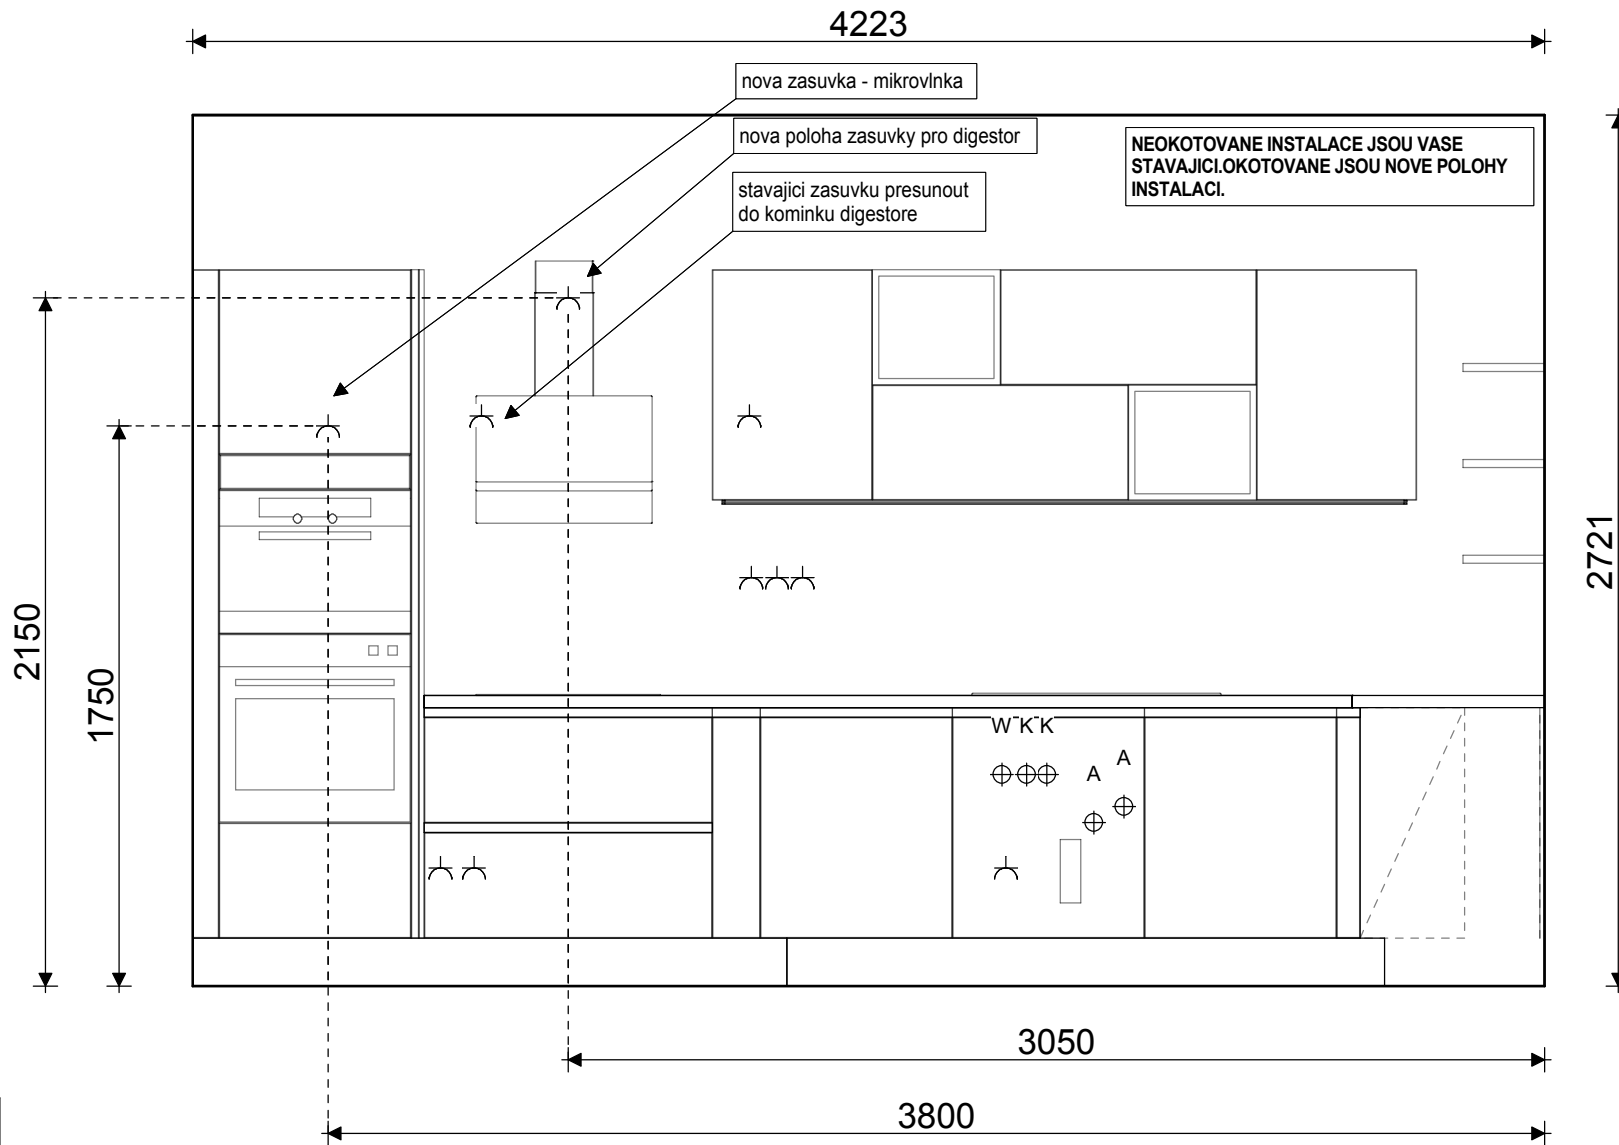 4223
nova zasuvka - mikrovlnka
nova poloha zasuvky pro digestor
stavajici zasuvku presunout
do kominku digestore
NEOKOTOVANE INSTALACE JSOU VASE
STAVAJICI.OKOTOVANE JSOU NOVE POLOHY
INSTALACI.
2150
1750
2721
W K K
A
A
3050
3800